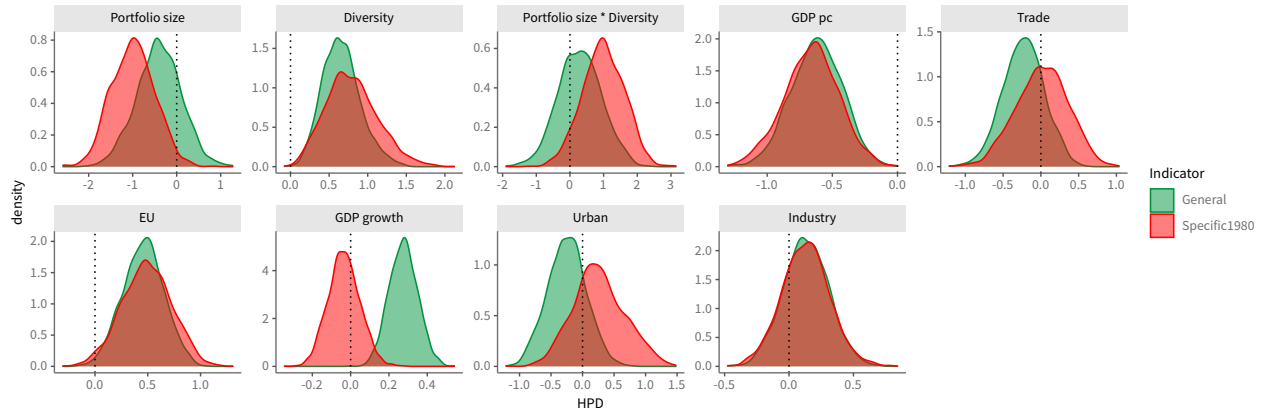 Portfolio size Diversity Portfolio size * Diversity GDP pc Trade
0.8 0.6 0.4 0.2 0.0
-2 -1 0 1
1.5 1.0 0.5 0.0
0.0 0.5 1.0 1.5 2.0
0.6 0.4 0.2 0.0
-2 -1 0 1 2 3
2.0 1.5 1.0 0.5 0.0
-1.0 -0.5 0.0
1.5 1.0 0.5 0.0
-1.0 -0.5 0.0 0.5 1.0
density
EU GDP growth Urban Industry
2.0 1.5 1.0 0.5 0.0
0.0 0.5 1.0
4 2 0
-0.2 0.0 0.2 0.4
1.0 0.5 0.0
-1.0 -0.5 0.0 0.5 1.0 1.5
2.0 1.5 1.0 0.5 0.0
-0.5 0.0 0.5
HPD
Indicator
General
Specific1980